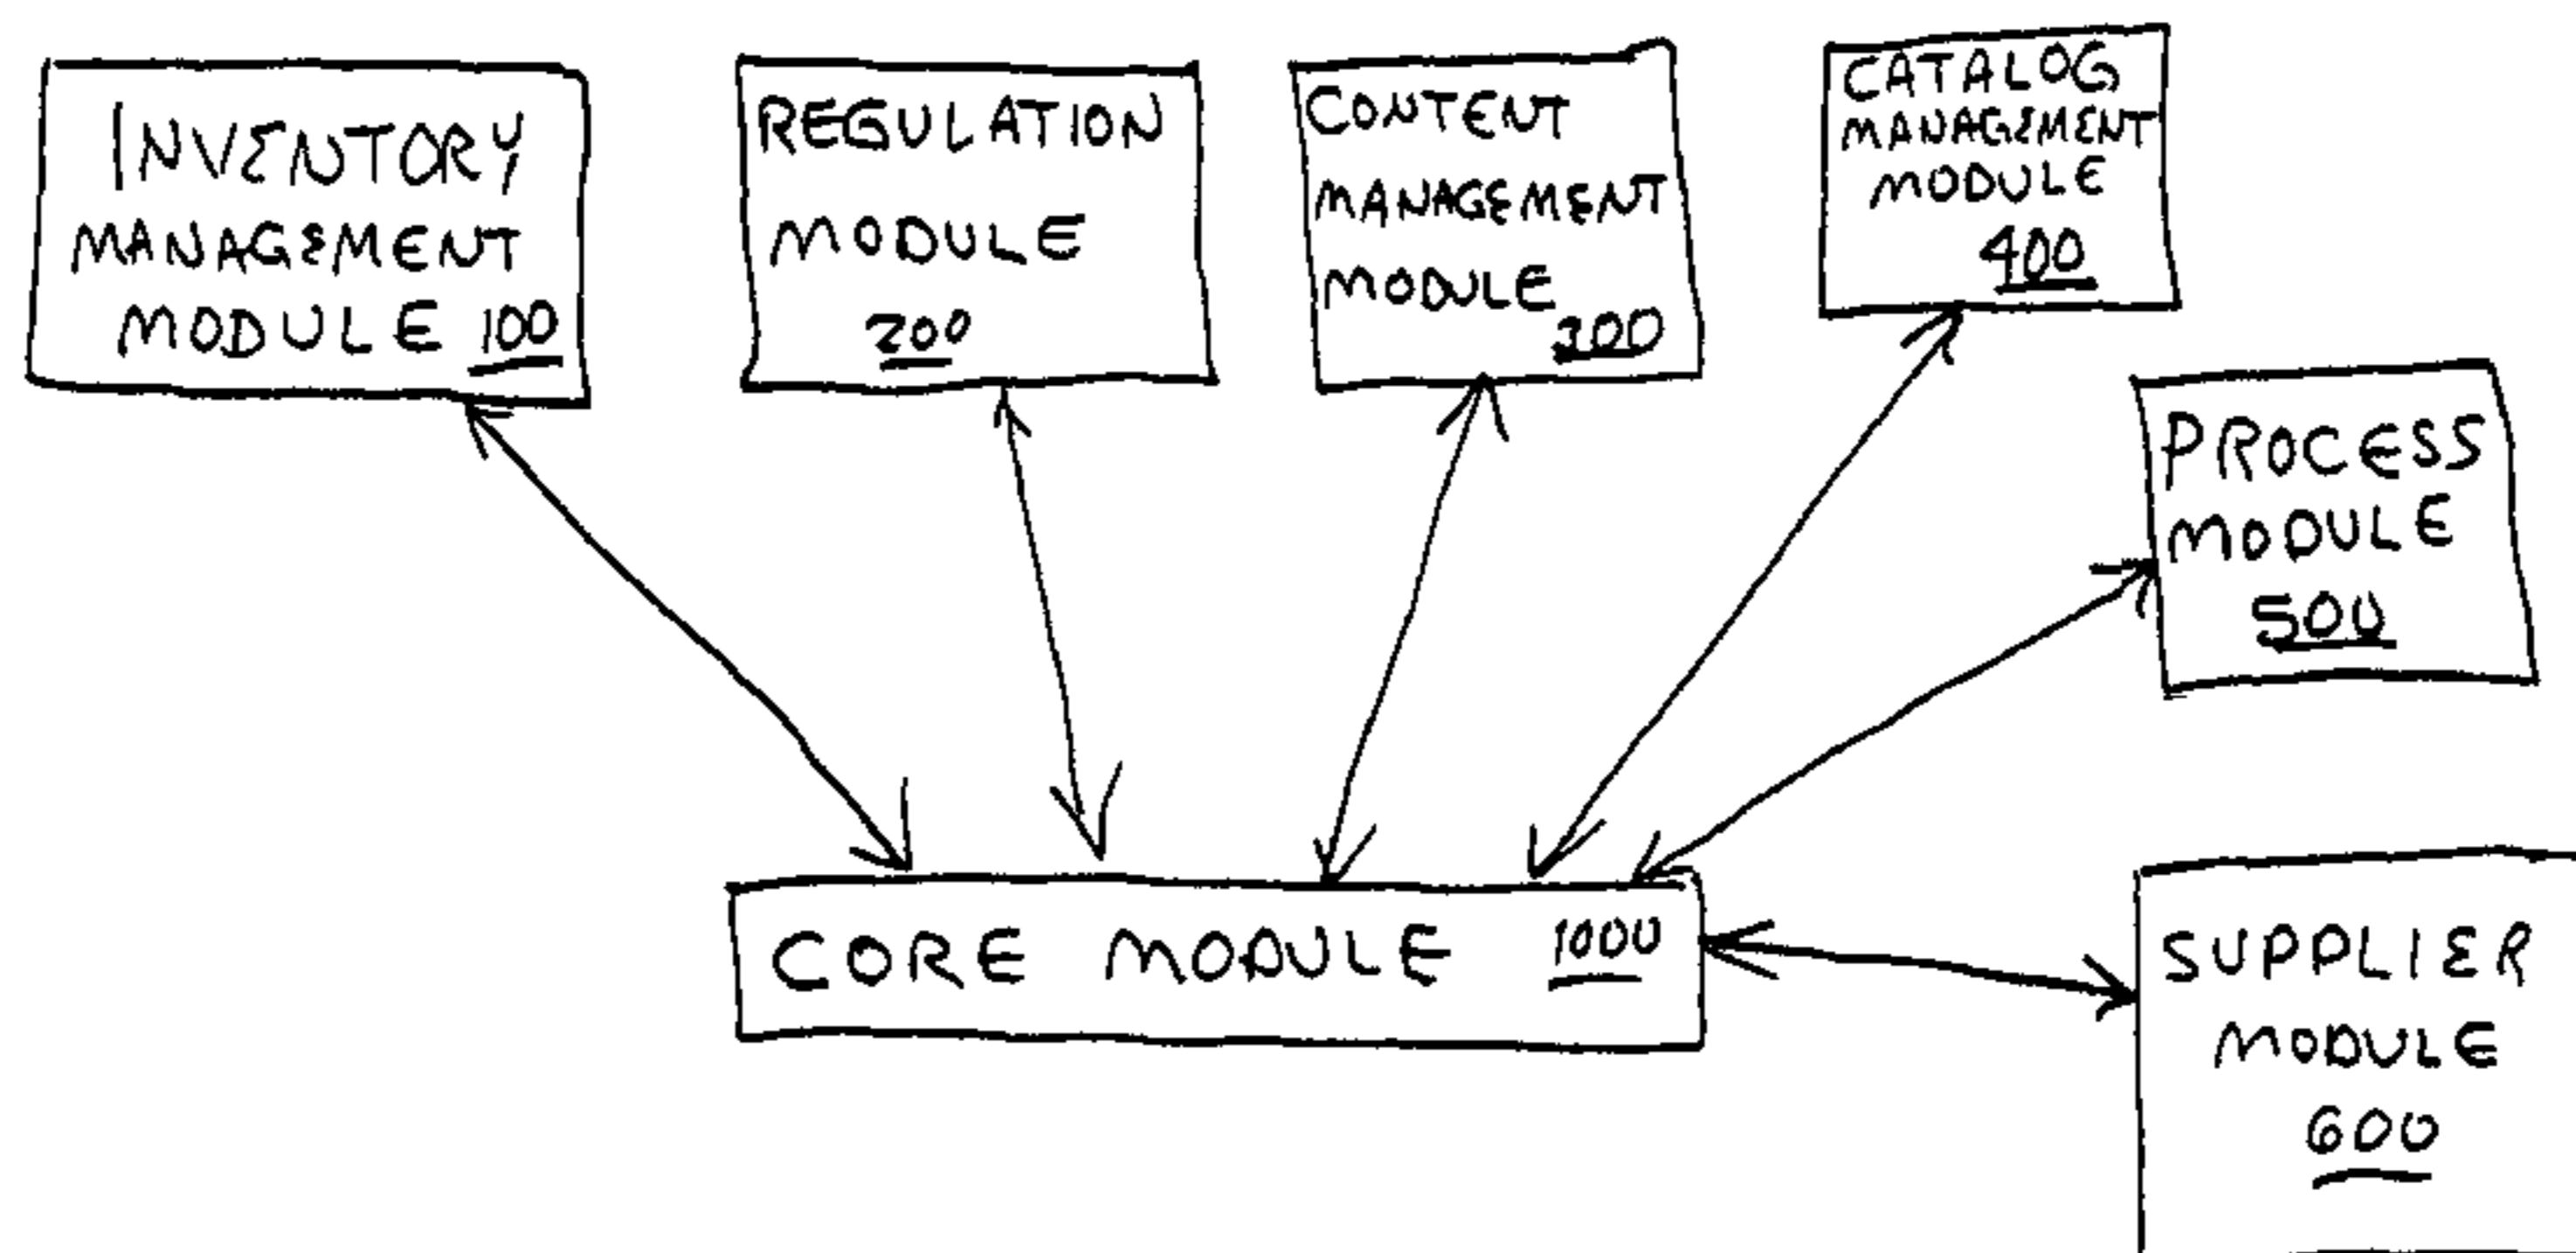 INVENTORY
MANAGEMENT
MODULE 100
REGULATION
MODULE
200
CONTENT
MANAGEMENT
MODULE
300
CATALOG
MANAGEMENT
MODULE
400
PROCESS
MODULE
500
CORE MODULE 1000
SUPPLIER
MODULE
600